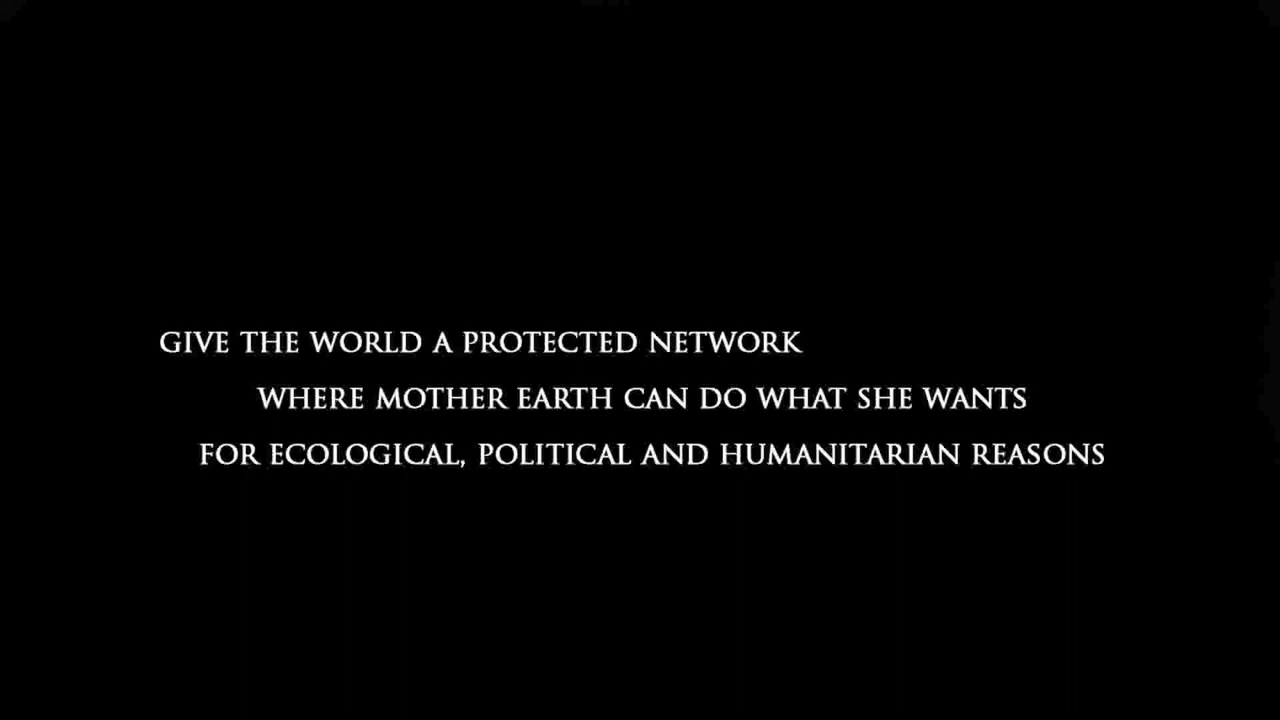 GIVE THE WORLD A PROTECTED NETWORK
WHERE MOTHER EARTH CAN DO WHAT SHE WANTS
FOR ECOLOGICAL, POLITICAL AND HUMANITARIAN REASONS